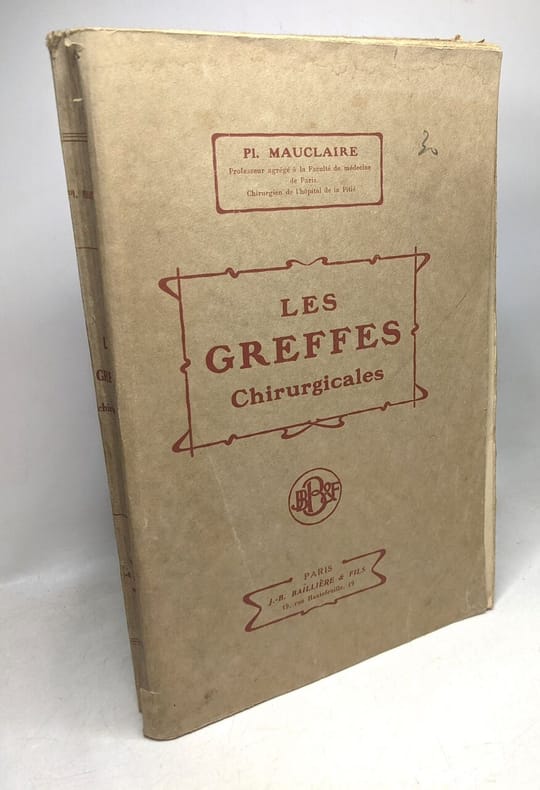 Pl. MAUCLAIRE
Professeur agrégé à la Faculté de médecine
de Paris.
Chirurgien de l'hôpital de la Pitié
30
LES
GREFFES
Chirurgicales
JBB&F
PARIS
J.-B. BAILLIÈRE & FILS
19, rue Hautefeuille, 19